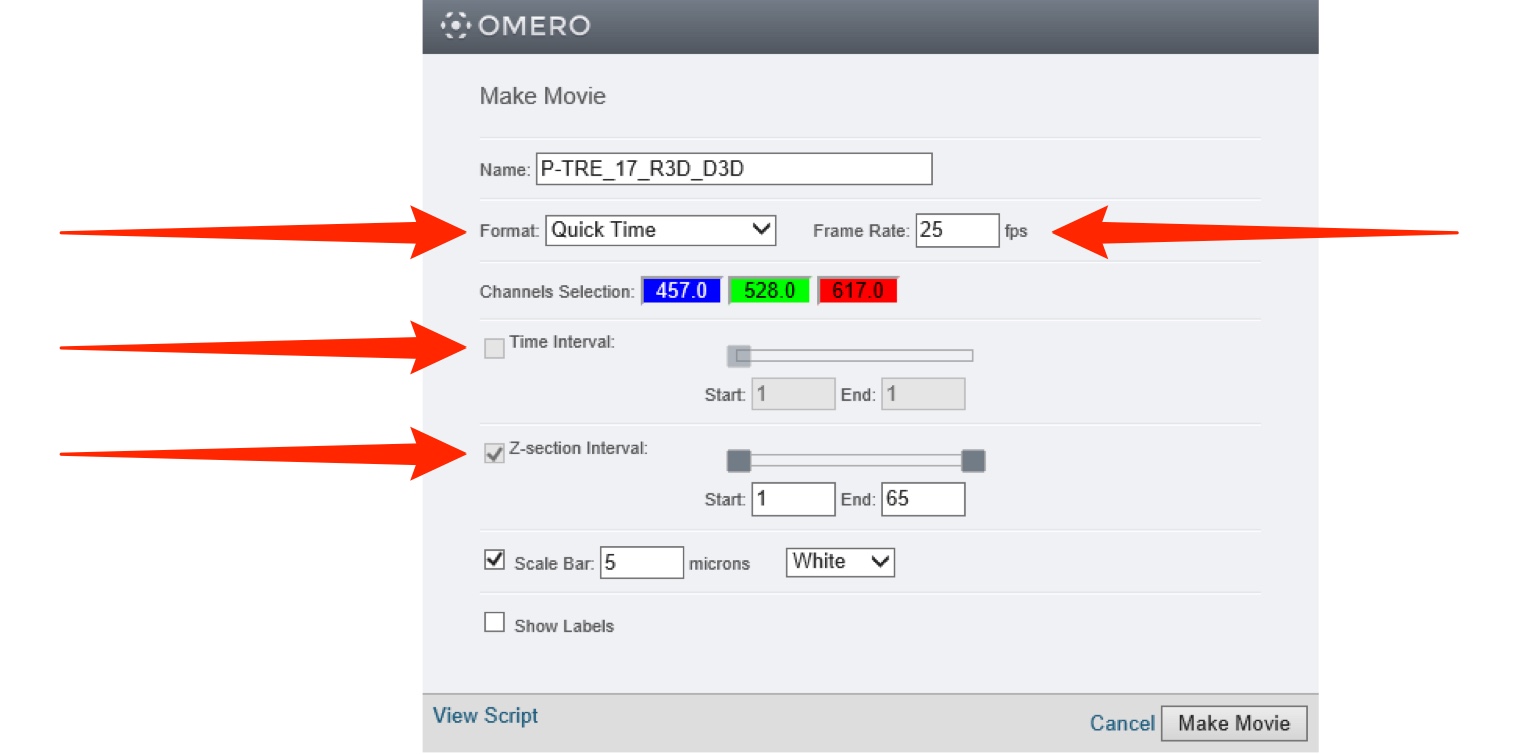 OMERO
Make Movie
Name: P-TRE_17_R3D_D3D
Format: Quick Time Frame Rate: 25 fps
Channels Selection: 457.0 528.0 617.0
Time Interval:
Start: 1 End: 1
Z-section Interval:
Start: 1 End: 65
Scale Bar: 5 microns White
Show Labels
View Script Cancel Make Movie